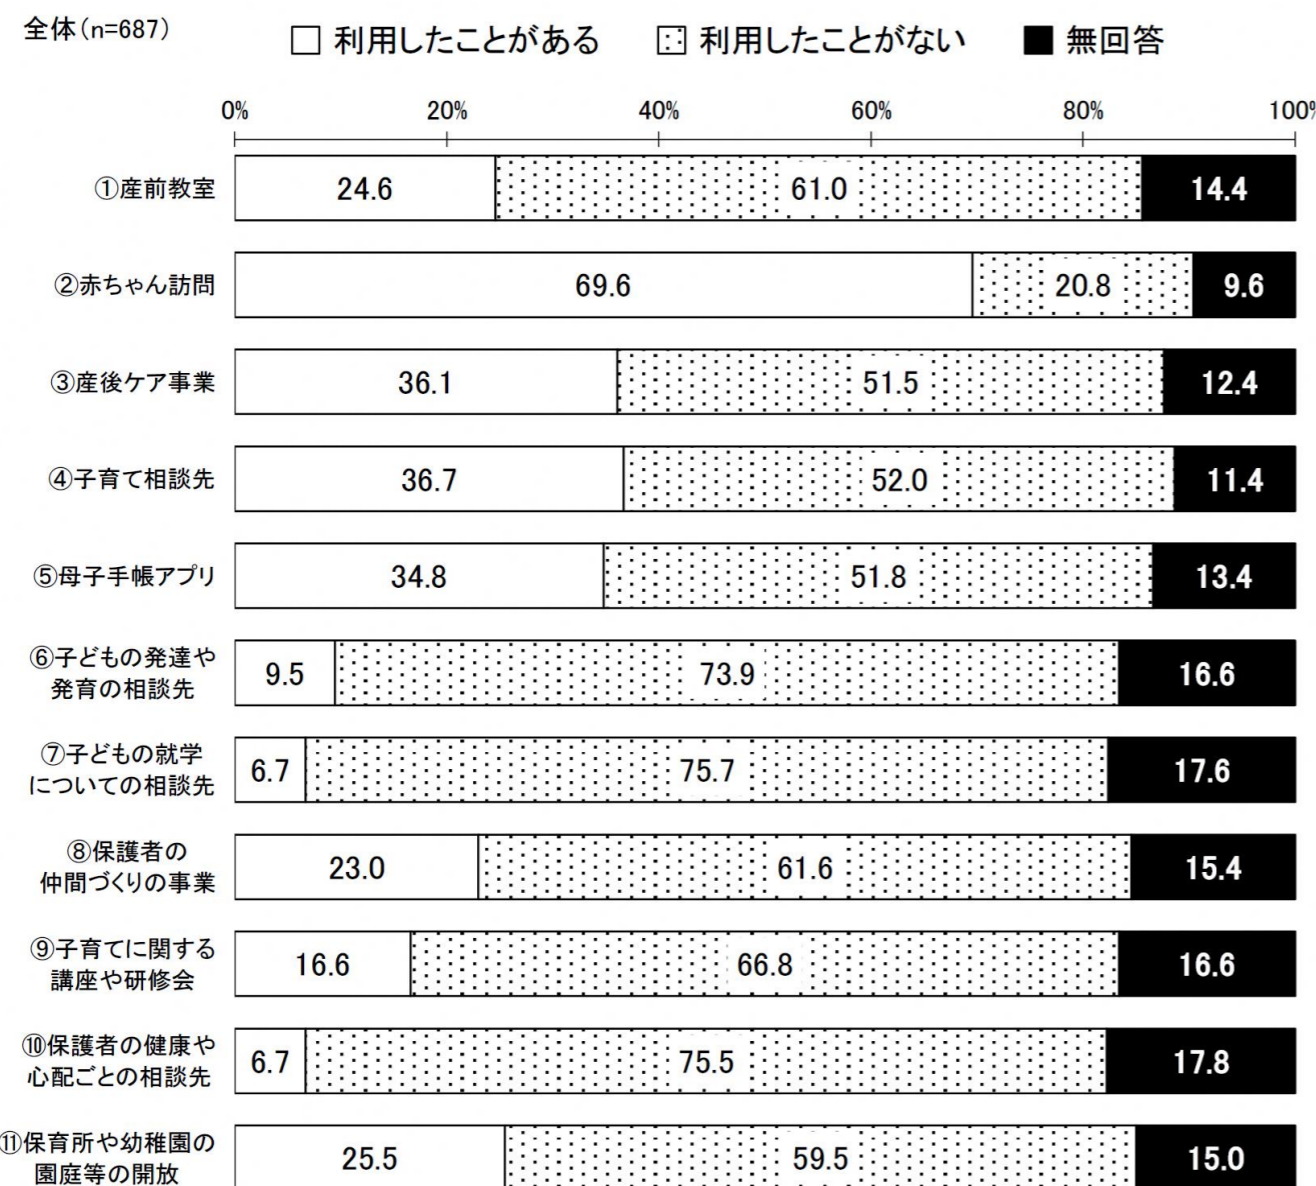 全体(n=687)
利用したことがある 利用したことがない 無回答
0% 20% 40% 60% 80% 100%
①産前教室 24.6 61.0 14.4
②赤ちゃん訪問 69.6 20.8 9.6
③産後ケア事業 36.1 51.5 12.4
④子育て相談先 36.7 52.0 11.4
⑤母子手帳アプリ 34.8 51.8 13.4
⑥子どもの発達や
発育の相談先
9.5 73.9 16.6
⑦子どもの就学
についての相談先
6.7 75.7 17.6
⑧保護者の
仲間づくりの事業
23.0 61.6 15.4
⑨子育てに関する
講座や研修会
16.6 66.8 16.6
⑩保護者の健康や
心配ごとの相談先
6.7 75.5 17.8
⑪保育所や幼稚園の
園庭等の開放
25.5 59.5 15.0